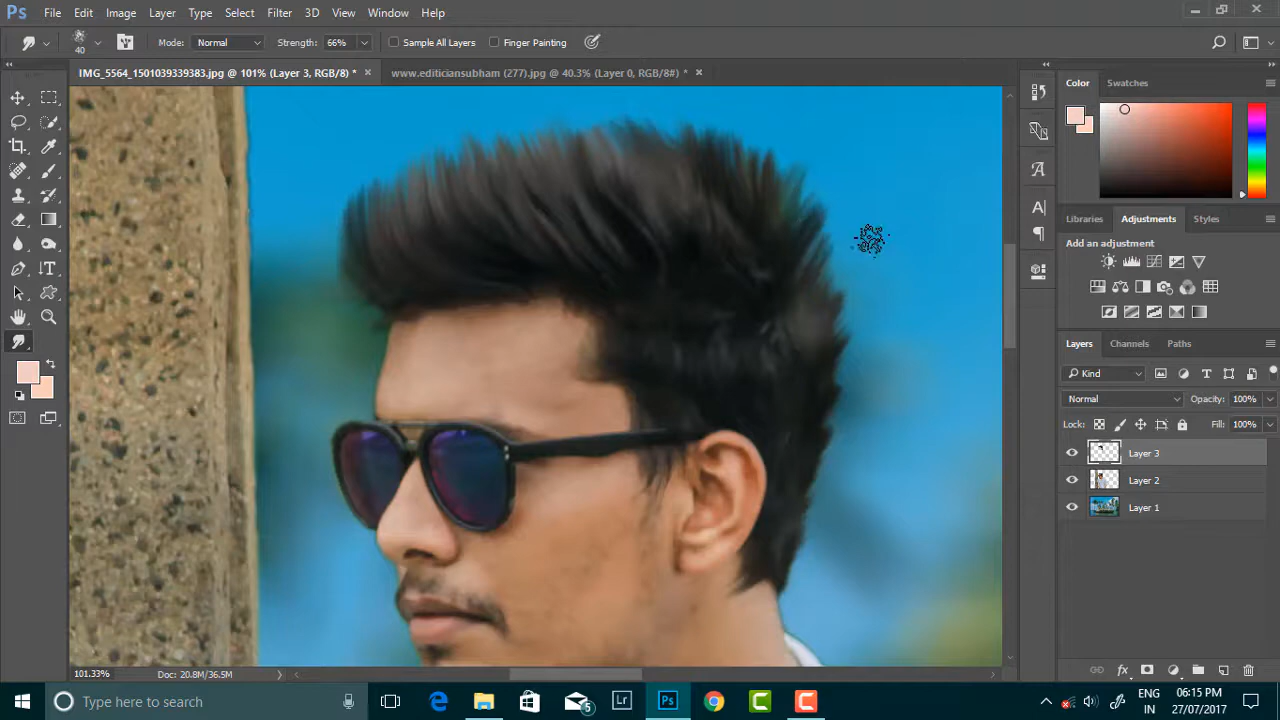 Ps File Edit Image Layer Type Select Filter 3D View Window Help
40 Mode: Normal Strength: 66% Sample All Layers Finger Painting
IMG_5564_1501039339383.jpg @ 101% (Layer 3, RGB/8) * × www.editiciansubham (277).jpg @ 40.3% (Layer 0, RGB/8#) * ×
Color Swatches
Libraries Adjustments Styles
Add an adjustment
Layers Channels Paths
Kind
Normal Opacity: 100%
Lock: Fill: 100%
Layer 3
Layer 2
Layer 1
101.33% Doc: 20.8M/36.5M
Type here to search
5 Lr Ps
ENG
IN
06:15 PM
27/07/2017